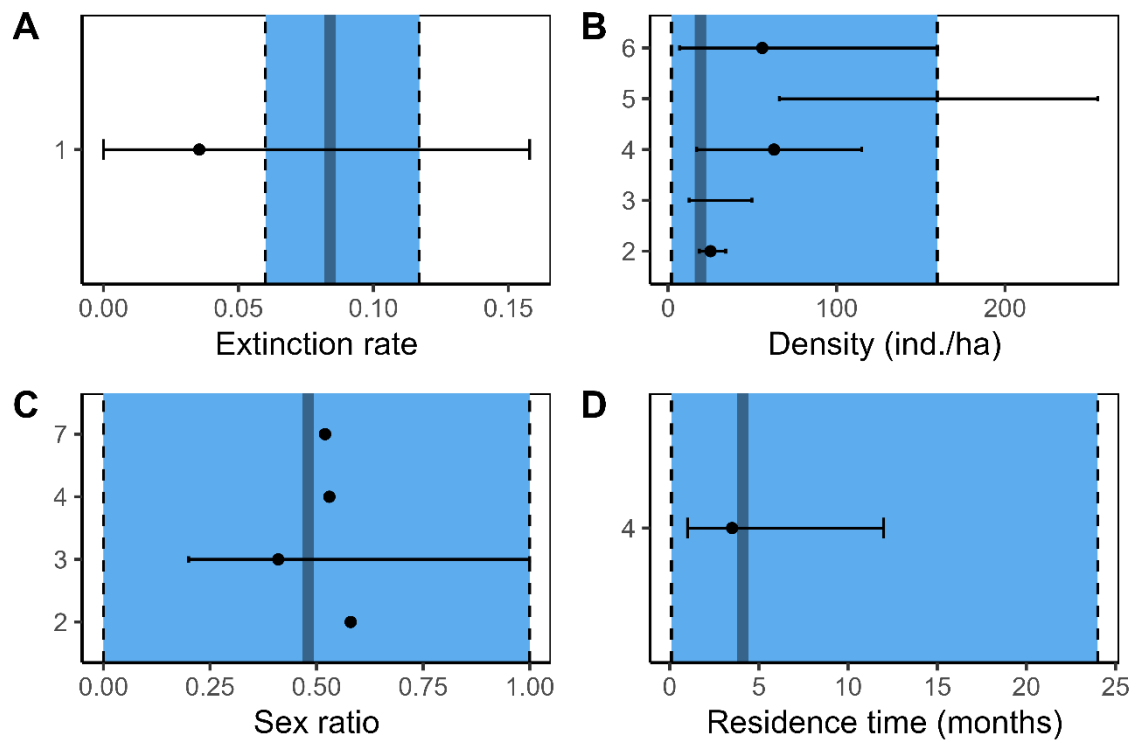 A
1
0.00 0.05 0.10 0.15
Extinction rate
B
6
5
4
3
2
0 100 200
Density (ind./ha)
C
7
4
3
2
0.00 0.25 0.50 0.75 1.00
Sex ratio
D
4
0 5 10 15 20 25
Residence time (months)